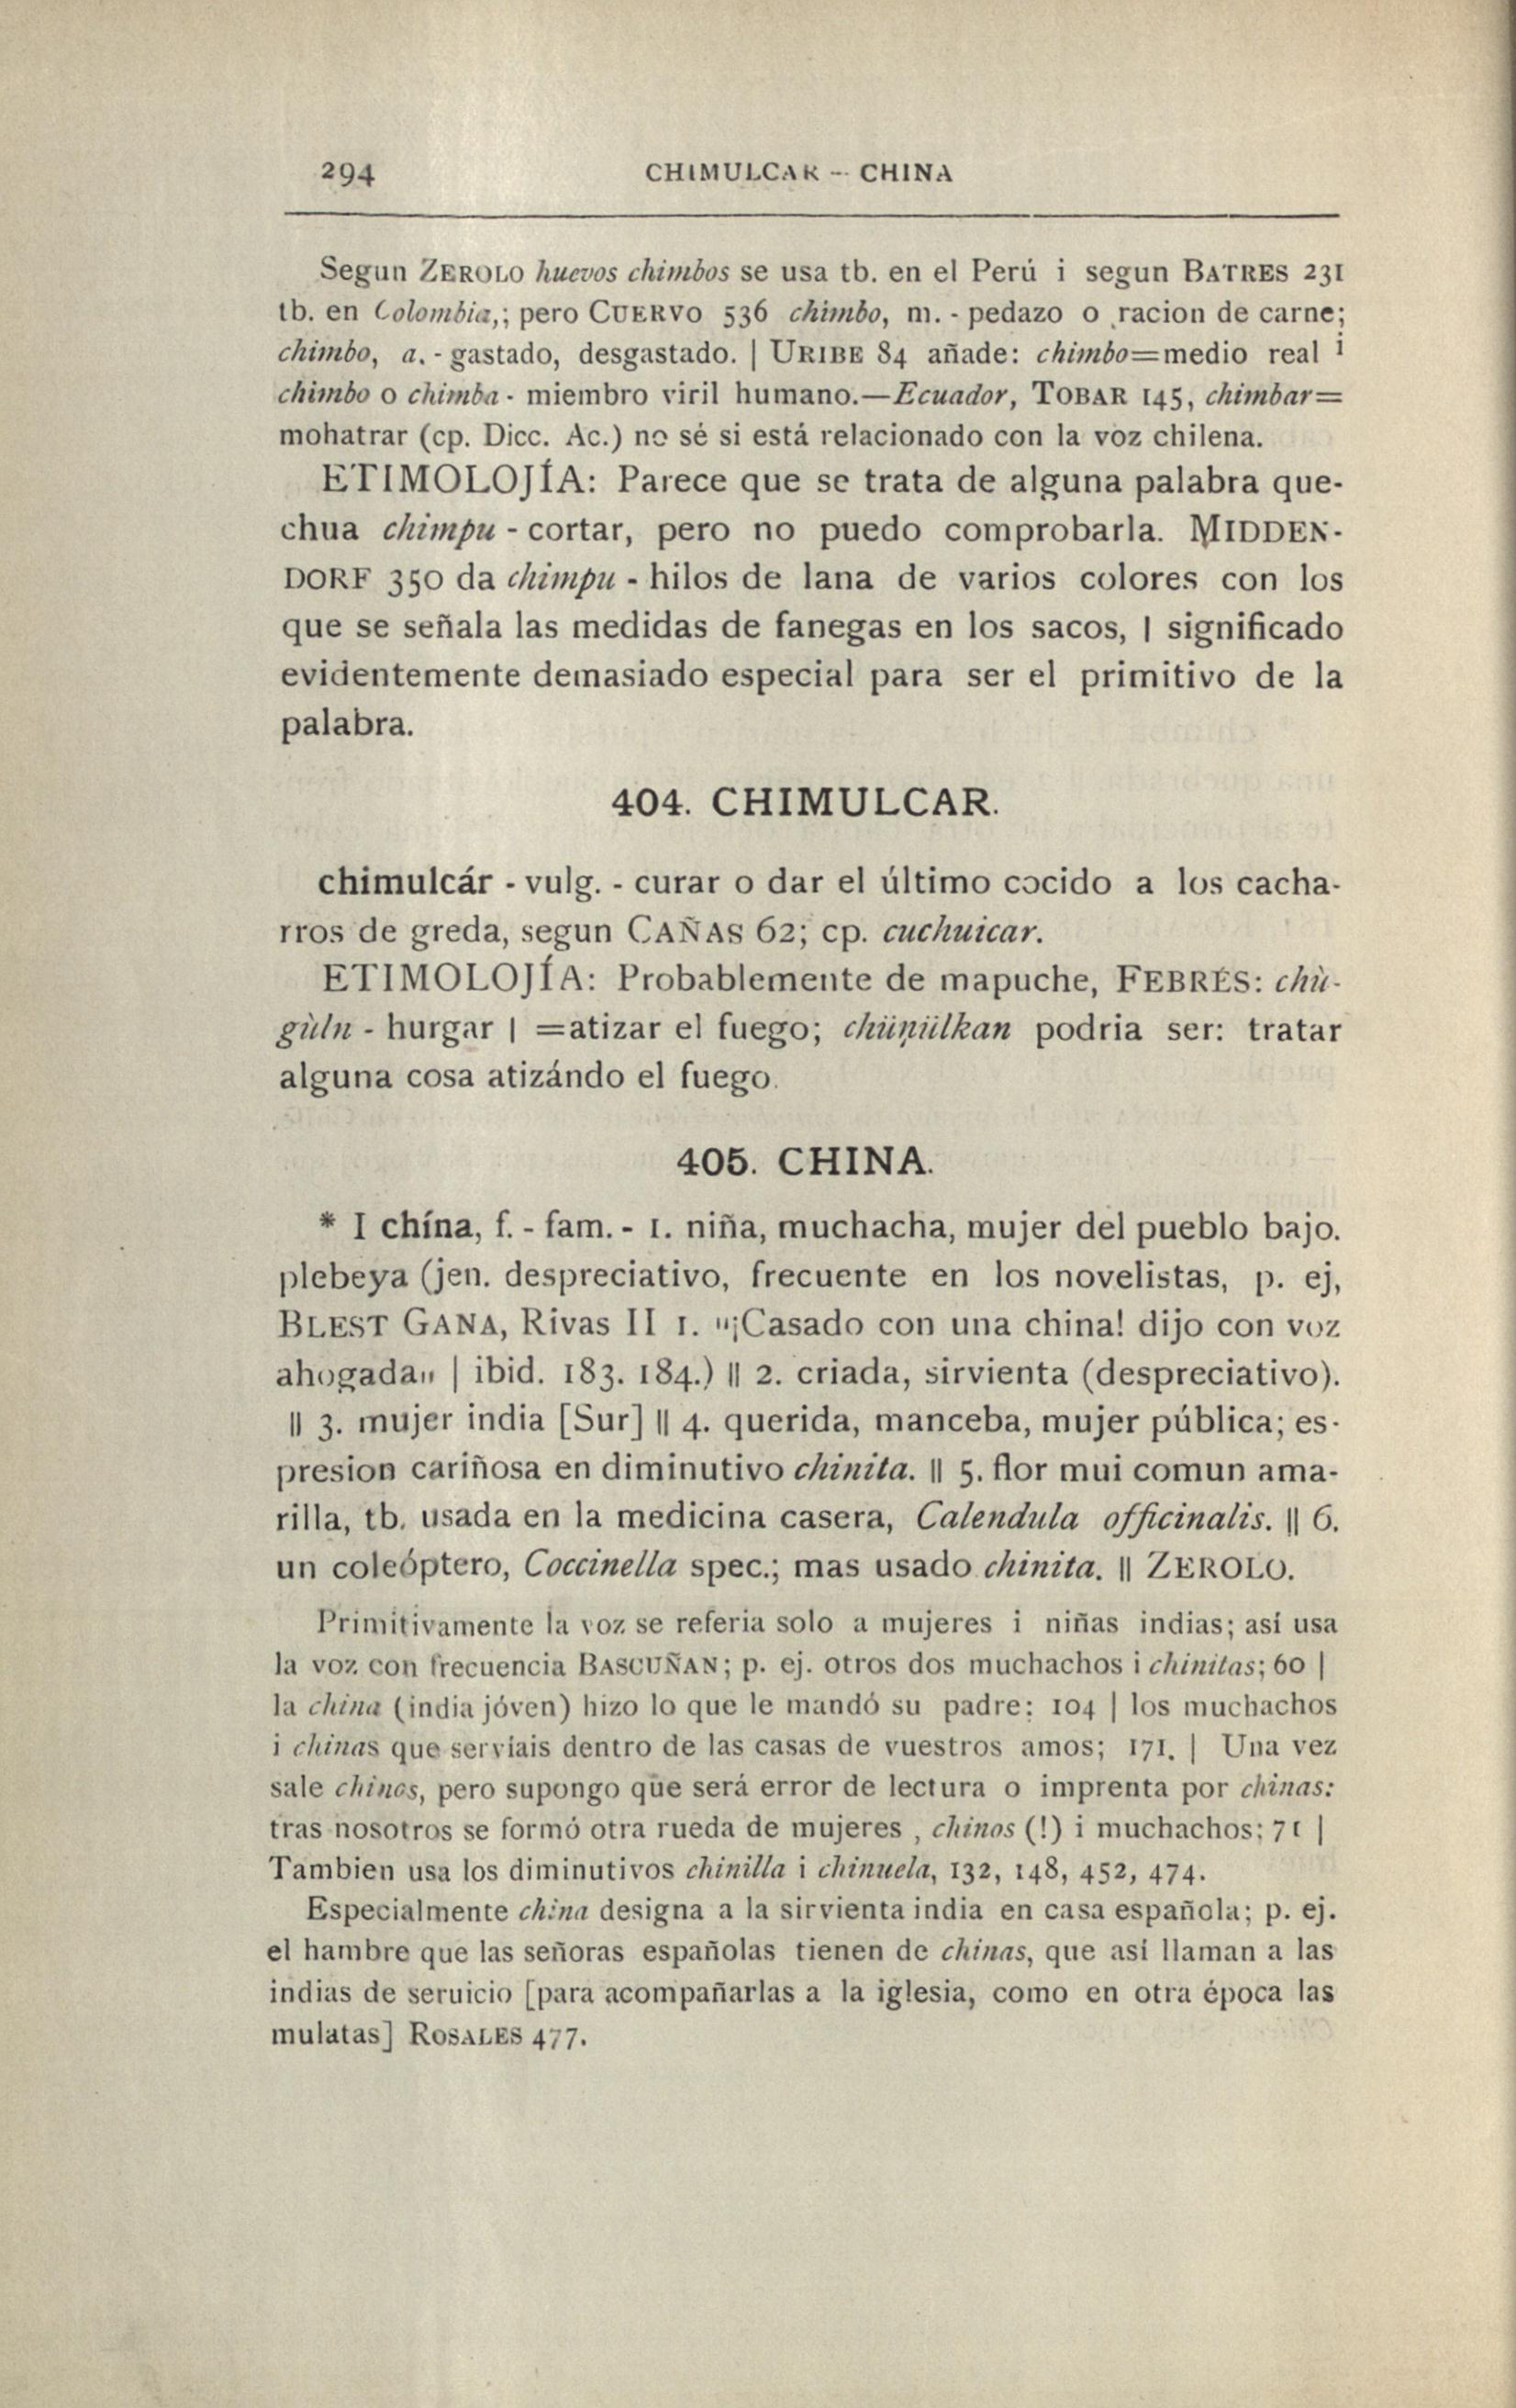 294
CHIMULCAR -- CHINA
Segun ZEROLO huevos chimbos se usa tb. en el Perú i segun BATRES 231
tb. en Colombia,; pero CUERVO 536 chimbo, m. - pedazo o racion de carne;
chimbo, a. - gastado, desgastado. | URIBE 84 añade: chimbo=medio real i
chimbo o chimba - miembro viril humano.—Ecuador, TOBAR 145, chimbar=
mohatrar (cp. Dicc. Ac.) no sé si está relacionado con la voz chilena.
ETIMOLOJÍA: Parece que se trata de alguna palabra que-
chua chimpu - cortar, pero no puedo comprobarla. MIDDEN-
DORF 350 da chimpu - hilos de lana de varios colores con los
que se señala las medidas de fanegas en los sacos, | significado
evidentemente demasiado especial para ser el primitivo de la
palabra.
404. CHIMULCAR.
chimulcár - vulg. - curar o dar el último cocido a los cacha-
rros de greda, segun CAÑAS 62; cp. cuchuicar.
ETIMOLOJÍA: Probablemente de mapuche, FEBRÉS: chù-
gùln - hurgar | =atizar el fuego; chüṇülkan podria ser: tratar
alguna cosa atizándo el fuego.
405. CHINA.
* I chína, f. - fam. - 1. niña, muchacha, mujer del pueblo bajo.
plebeya (jen. despreciativo, frecuente en los novelistas, p. ej,
BLEST GANA, Rivas II 1. "¡Casado con una china! dijo con voz
ahogada" | ibid. 183. 184.) || 2. criada, sirvienta (despreciativo).
|| 3. mujer india [Sur] || 4. querida, manceba, mujer pública; es-
presion cariñosa en diminutivo chinita. || 5. flor mui comun ama-
rilla, tb. usada en la medicina casera, Calendula officinalis. || 6.
un coleóptero, Coccinella spec.; mas usado chinita. || ZEROLO.
Primitivamente la voz se referia solo a mujeres i niñas indias; así usa
la voz con frecuencia BASCUÑAN; p. ej. otros dos muchachos i chinitas; 60 |
la china (india jóven) hizo lo que le mandó su padre; 104 | los muchachos
i chinas que serviais dentro de las casas de vuestros amos; 171. | Una vez
sale chinos, pero supongo que será error de lectura o imprenta por chinas:
tras nosotros se formó otra rueda de mujeres , chinos (!) i muchachos; 71 |
Tambien usa los diminutivos chinilla i chinuela, 132, 148, 452, 474.
Especialmente china designa a la sirvienta india en casa española; p. ej.
el hambre que las señoras españolas tienen de chinas, que así llaman a las
indias de seruicio [para acompañarlas a la iglesia, como en otra época las
mulatas] ROSALES 477.